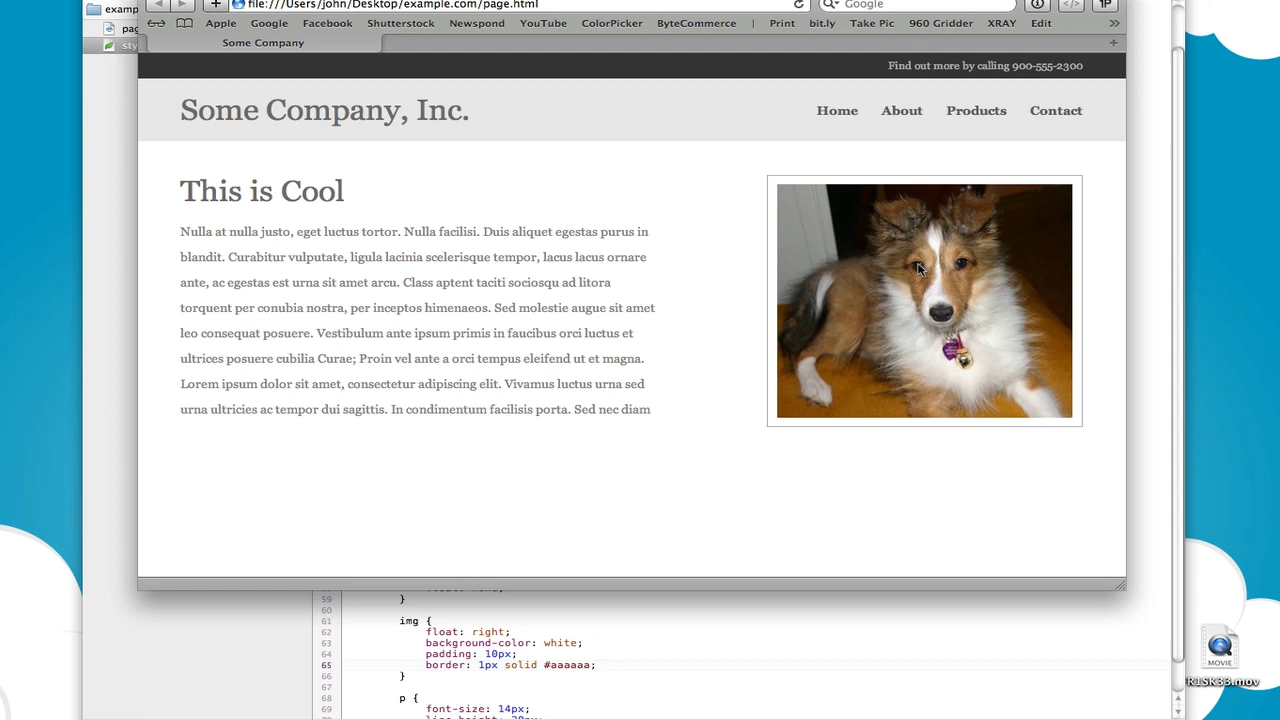 file:///Users/john/Desktop/example.com/page.html
Google
examp
Apple Google Facebook Shutterstock Newspond YouTube ColorPicker ByteCommerce | Print bit.ly Take Pic 960 Gridder XRAY Edit
pag
Some Company
sty
Find out more by calling 900-555-2300
Some Company, Inc.
Home About Products Contact
This is Cool
Nulla at nulla justo, eget luctus tortor. Nulla facilisi. Duis aliquet egestas purus in
blandit. Curabitur vulputate, ligula lacinia scelerisque tempor, lacus lacus ornare
ante, ac egestas est urna sit amet arcu. Class aptent taciti sociosqu ad litora
torquent per conubia nostra, per inceptos himenaeos. Sed molestie augue sit amet
leo consequat posuere. Vestibulum ante ipsum primis in faucibus orci luctus et
ultrices posuere cubilia Curae; Proin vel ante a orci tempus eleifend ut et magna.
Lorem ipsum dolor sit amet, consectetur adipiscing elit. Vivamus luctus urna sed
urna ultricies ac tempor dui sagittis. In condimentum facilisis porta. Sed nec diam
59 }
60
61 img {
62 float: right;
63 background-color: white;
64 padding: 10px;
65 border: 1px solid #aaaaaa;
66 }
67
68 p {
69 font-size: 14px;
MOVIE
R1SK33.mov